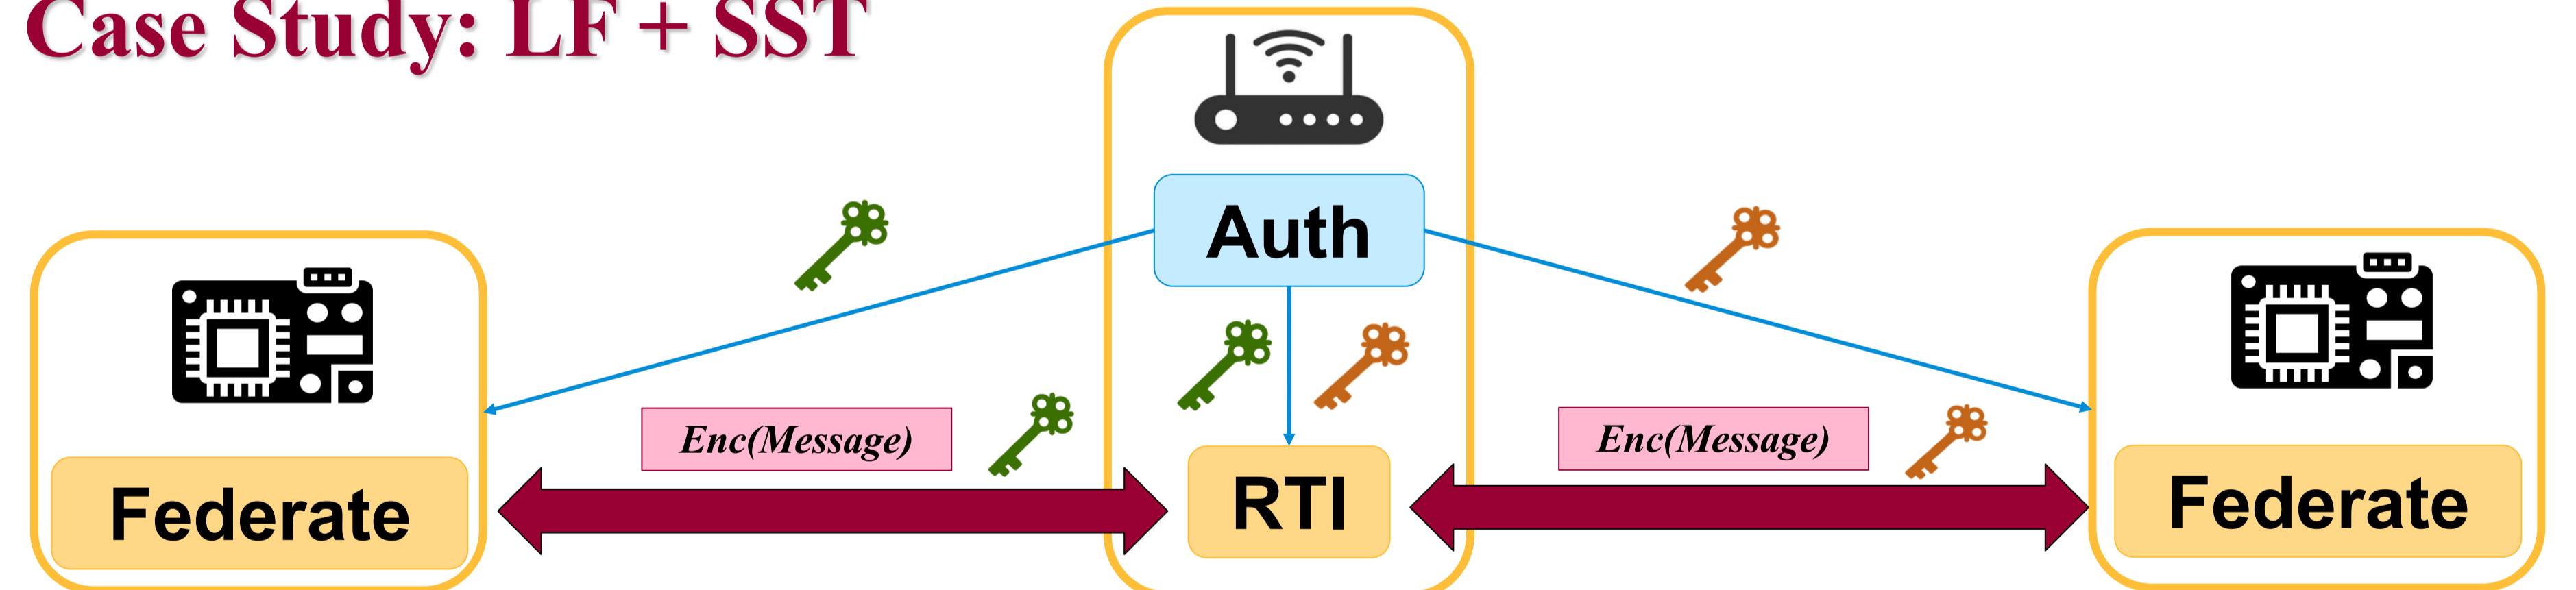 Case Study: LF + SST
Auth
Enc(Message)
Enc(Message)
Federate
RTI
Federate